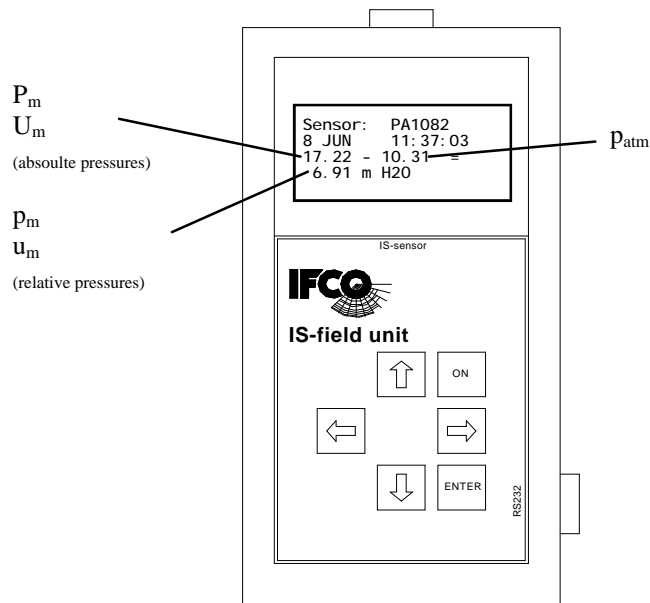 P_m
U_m
(absoulte pressures)
p_m
u_m
(relative pressures)
Sensor: PA1082
8 JUN 11:37:03
17.22 - 10.31 =
6.91 m H2O
p_atm
IS-sensor
IFCO
IS-field unit
ON
ENTER
RS232